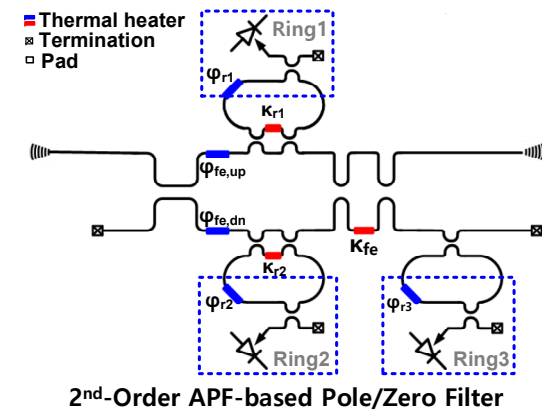 Thermal heater
Termination
Pad
Ring1
φr1
κr1
φfe,up
φfe,dn
κfe
κr2
φr2
φr3
Ring2
Ring3
2nd-Order APF-based Pole/Zero Filter